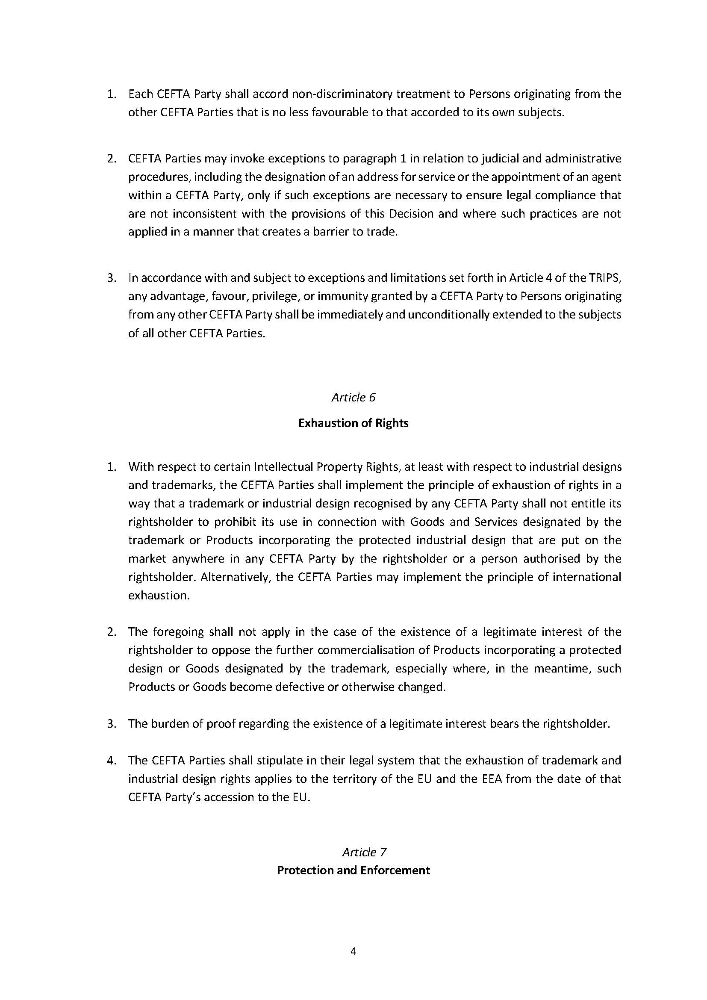 1. Each CEFTA Party shall accord non-discriminatory treatment to Persons originating from the
other CEFTA Parties that is no less favourable to that accorded to its own subjects.
2. CEFTA Parties may invoke exceptions to paragraph 1 in relation to judicial and administrative
procedures, including the designation of an address for service or the appointment of an agent
within a CEFTA Party, only if such exceptions are necessary to ensure legal compliance that
are not inconsistent with the provisions of this Decision and where such practices are not
applied in a manner that creates a barrier to trade.
3. In accordance with and subject to exceptions and limitations set forth in Article 4 of the TRIPS,
any advantage, favour, privilege, or immunity granted by a CEFTA Party to Persons originating
from any other CEFTA Party shall be immediately and unconditionally extended to the subjects
of all other CEFTA Parties.
Article 6
Exhaustion of Rights
1. With respect to certain Intellectual Property Rights, at least with respect to industrial designs
and trademarks, the CEFTA Parties shall implement the principle of exhaustion of rights in a
way that a trademark or industrial design recognised by any CEFTA Party shall not entitle its
rightsholder to prohibit its use in connection with Goods and Services designated by the
trademark or Products incorporating the protected industrial design that are put on the
market anywhere in any CEFTA Party by the rightsholder or a person authorised by the
rightsholder. Alternatively, the CEFTA Parties may implement the principle of international
exhaustion.
2. The foregoing shall not apply in the case of the existence of a legitimate interest of the
rightsholder to oppose the further commercialisation of Products incorporating a protected
design or Goods designated by the trademark, especially where, in the meantime, such
Products or Goods become defective or otherwise changed.
3. The burden of proof regarding the existence of a legitimate interest bears the rightsholder.
4. The CEFTA Parties shall stipulate in their legal system that the exhaustion of trademark and
industrial design rights applies to the territory of the EU and the EEA from the date of that
CEFTA Party’s accession to the EU.
Article 7
Protection and Enforcement
4